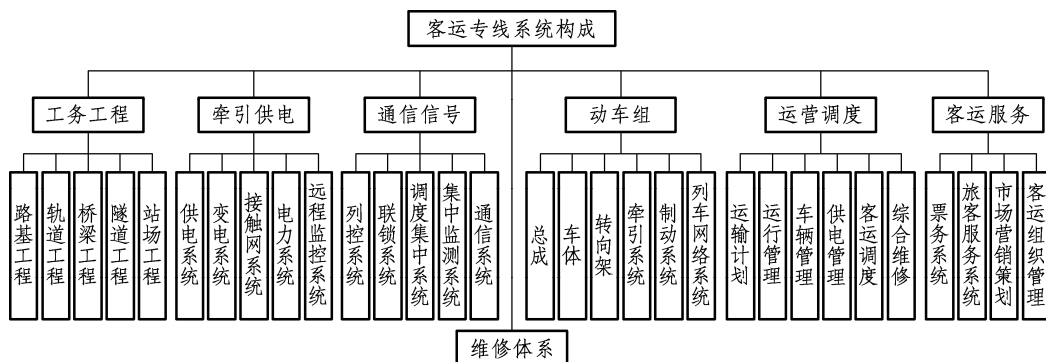 客运专线系统构成
工务工程
牵引供电
通信信号
动车组
运营调度
客运服务
路基工程
轨道工程
桥梁工程
隧道工程
站场工程
供电系统
变电系统
接触网系统
电力系统
远程监控系统
列控系统
联锁系统
调度集中系统
集中监测系统
通信系统
总成
车体
转向架
牵引系统
制动系统
列车网络系统
运输计划
运行管理
车辆管理
供电管理
客运调度
综合维修
票务系统
旅客服务系统
市场营销策划
客运组织管理
维修体系